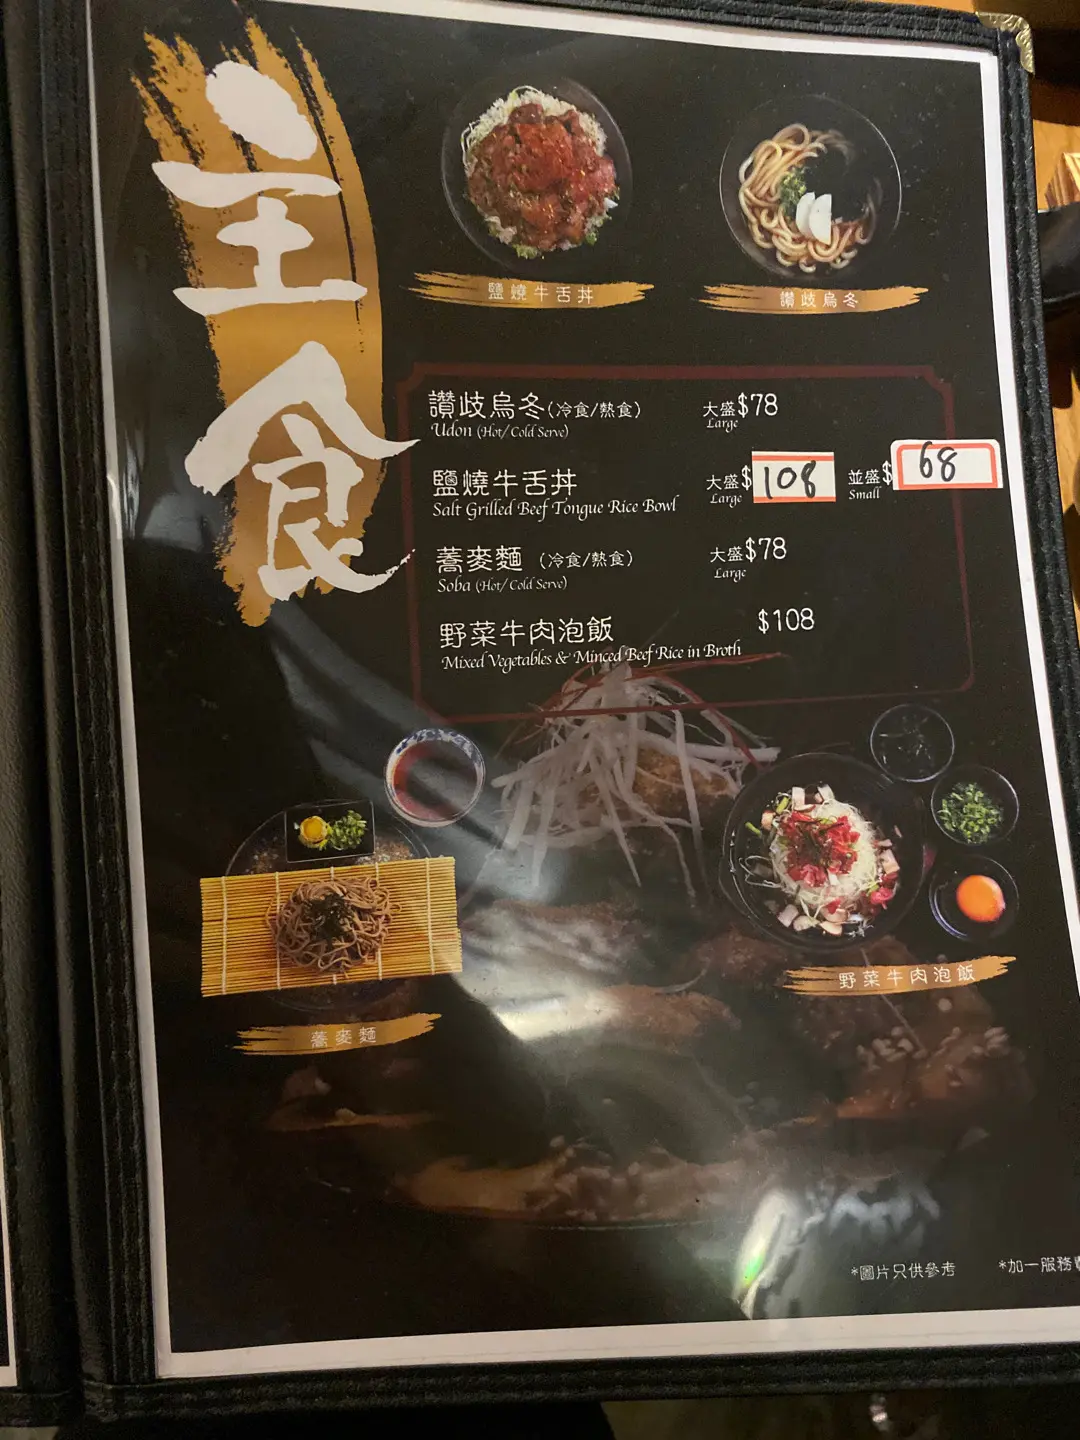 主食
鹽燒牛舌丼
讚歧烏冬
讚歧烏冬(冷食/熱食) 大盛$78
Udon (Hot/ Cold Serve) Large
鹽燒牛舌丼 大盛$108 並盛$68
Salt Grilled Beef Tongue Rice Bowl Large Small
蕎麥麵 (冷食/熱食) 大盛$78
Soba (Hot/ Cold Serve) Large
野菜牛肉泡飯 $108
Mixed Vegetables & Minced Beef Rice in Broth
野菜牛肉泡飯
蕎麥麵
*圖片只供參考 *加一服務